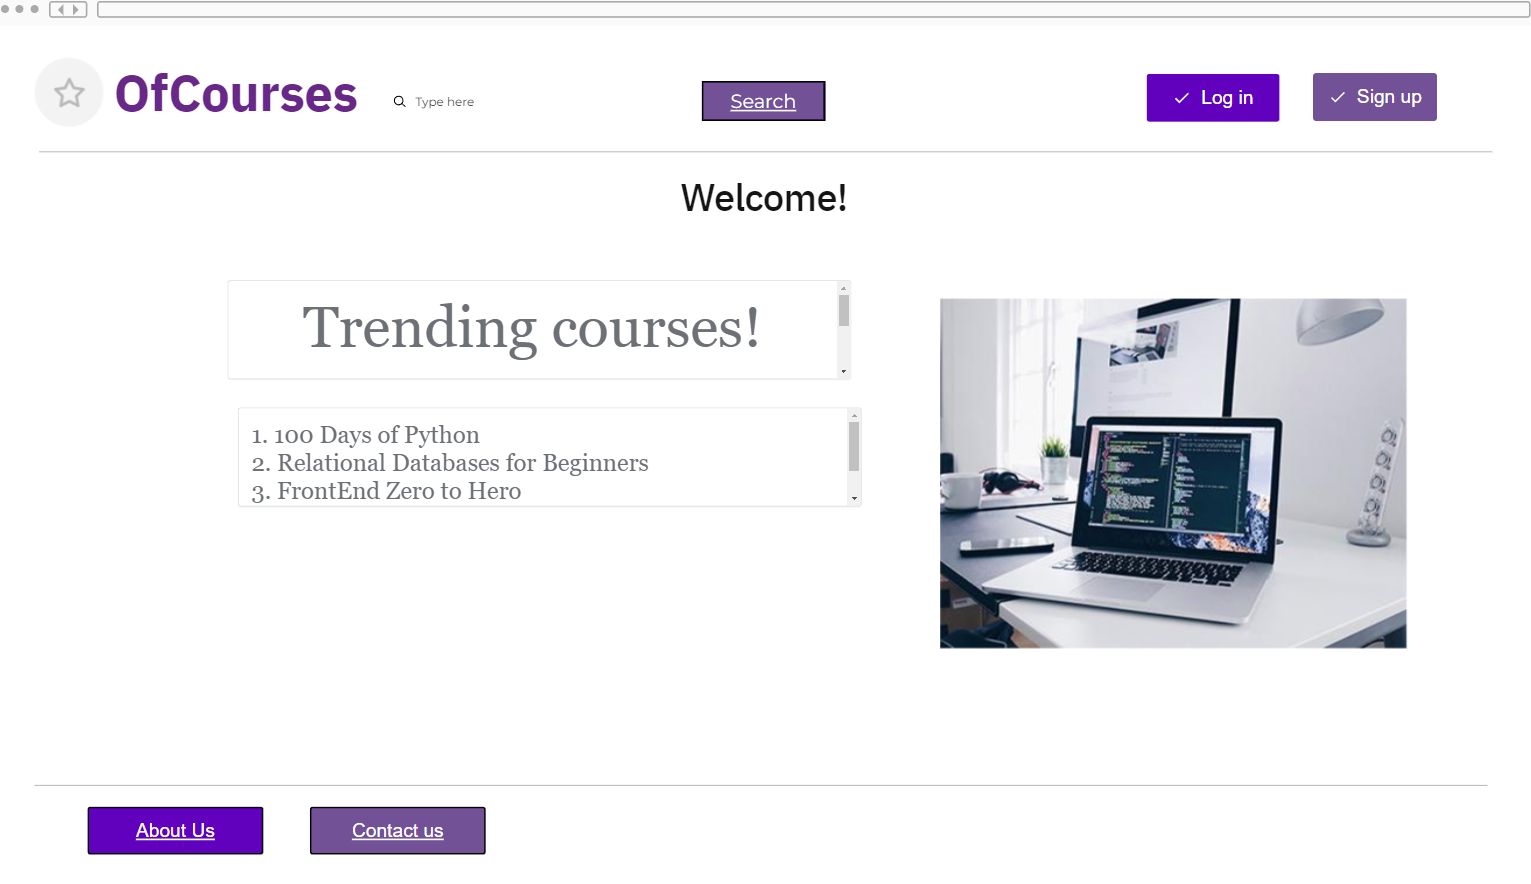 OfCourses
Type here
Search
Log in
Sign up
Welcome!
Trending courses!
1. 100 Days of Python
2. Relational Databases for Beginners
3. FrontEnd Zero to Hero
About Us
Contact us